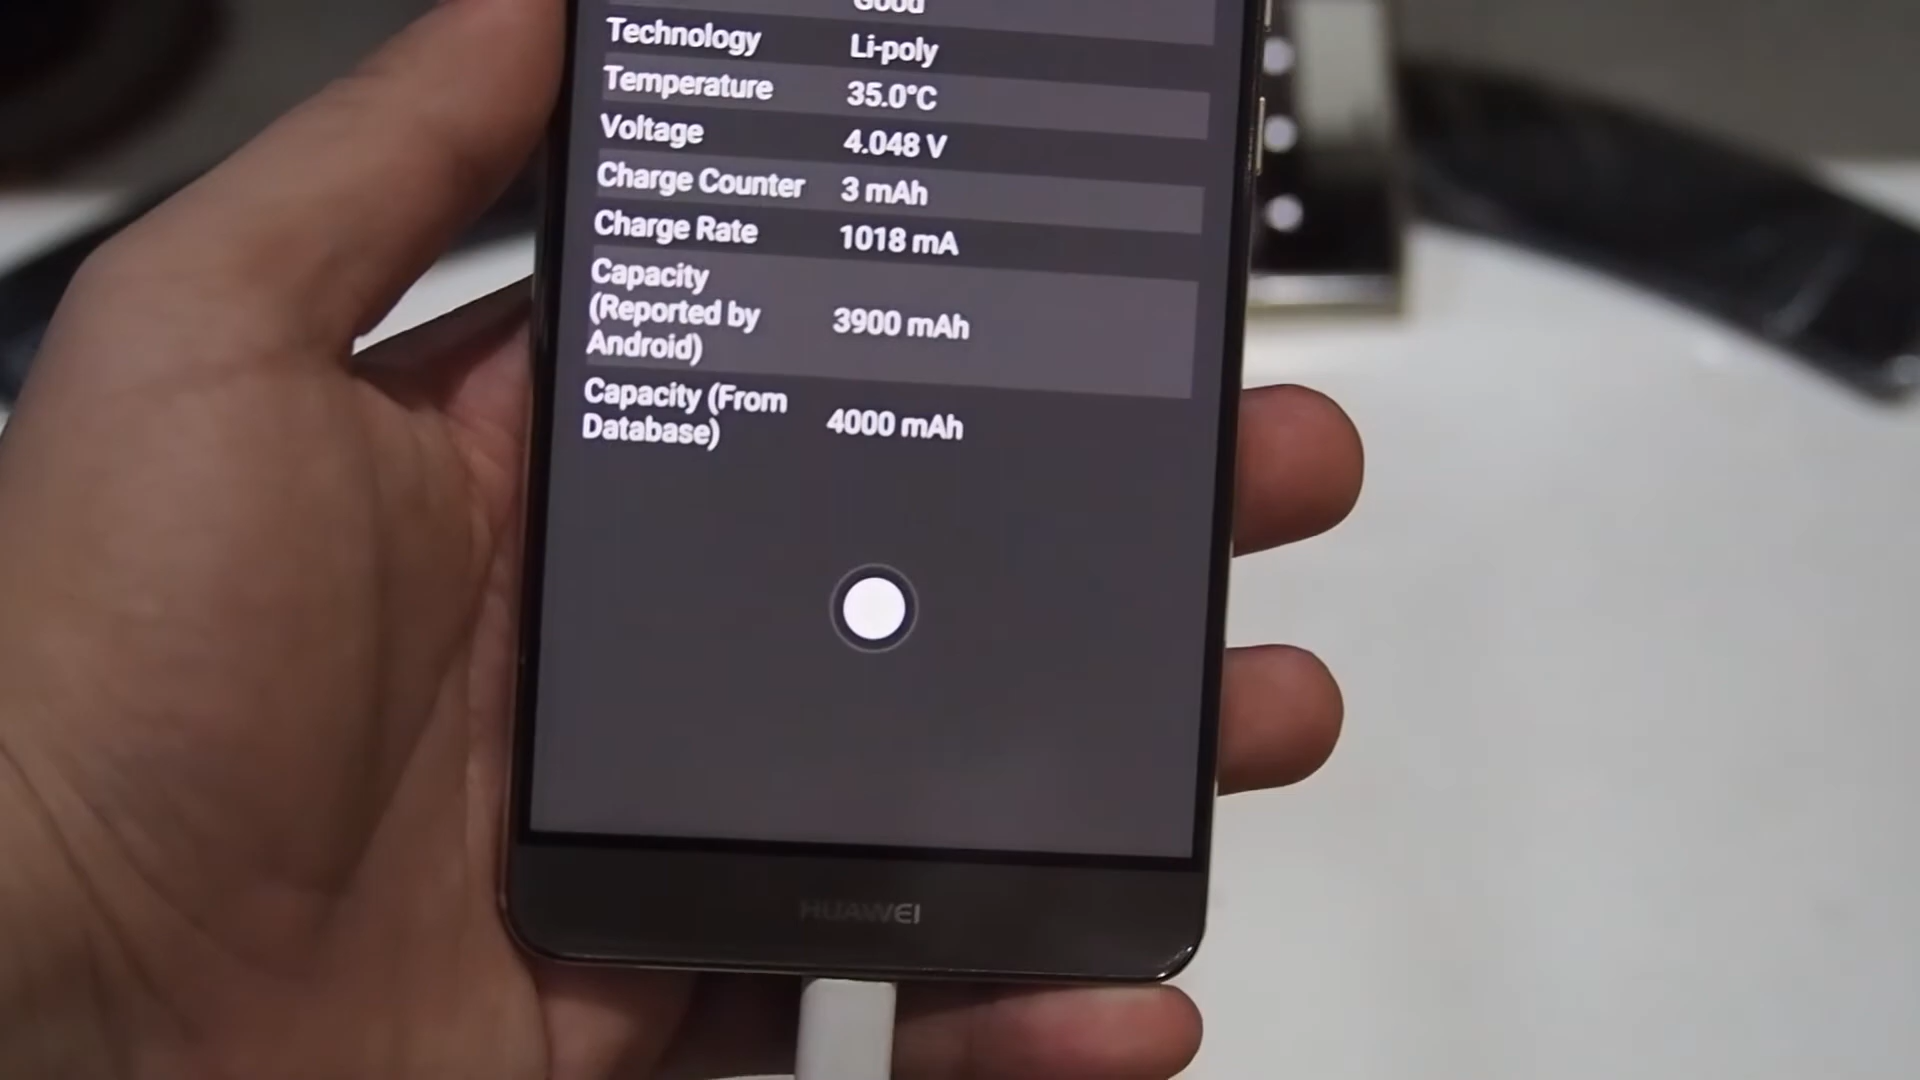 Good
Technology Li-poly
Temperature 35.0°C
Voltage 4.048 V
Charge Counter 3 mAh
Charge Rate 1018 mA
Capacity
(Reported by 3900 mAh
Android)
Capacity (From
Database) 4000 mAh
HUAWEI